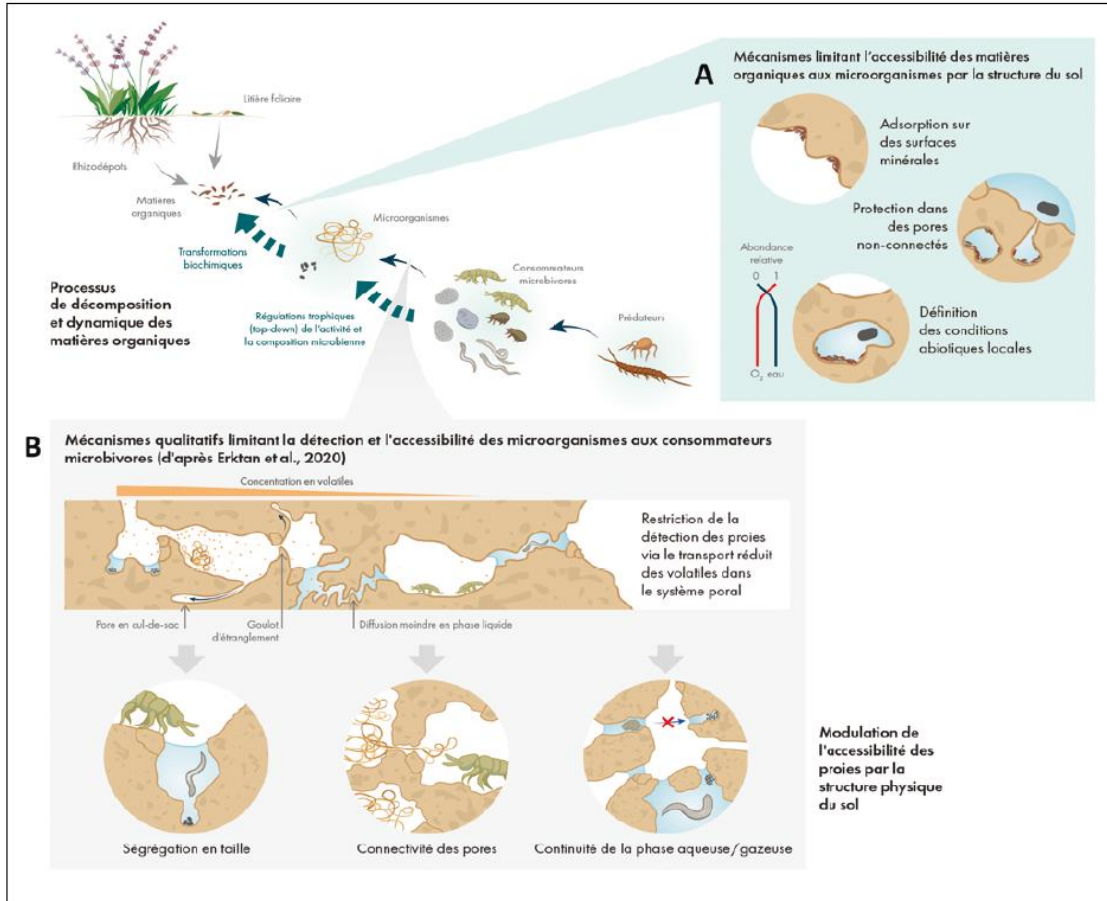 Litière foliaire
Rhizodépôts
Matières
organiques
Microorganismes
Transformations
biochimiques
Consommateurs
microbivores
Processus
de décomposition
et dynamique des
matières organiques
Régulations trophiques
(top-down) de l'activité et
la composition microbienne
Prédateurs
A
Mécanismes limitant l'accessibilité des matières
organiques aux microorganismes par la structure du sol
Adsorption sur
des surfaces
minérales
Protection dans
des pores
non-connectés
Abondance
relative
0 1
O₂ eau
Définition
des conditions
abiotiques locales
B
Mécanismes qualitatifs limitant la détection et l'accessibilité des microorganismes aux consommateurs
microbivores (d'après Erktan et al., 2020)
Concentration en volatiles
Restriction de la
détection des proies
via le transport réduit
des volatiles dans
le système poral
Pore en cul-de-sac
Goulot
d'étranglement
Diffusion moindre en phase liquide
Ségrégation en taille
Connectivité des pores
Continuité de la phase aqueuse/gazeuse
Modulation de
l'accessibilité des
proies par la
structure physique
du sol